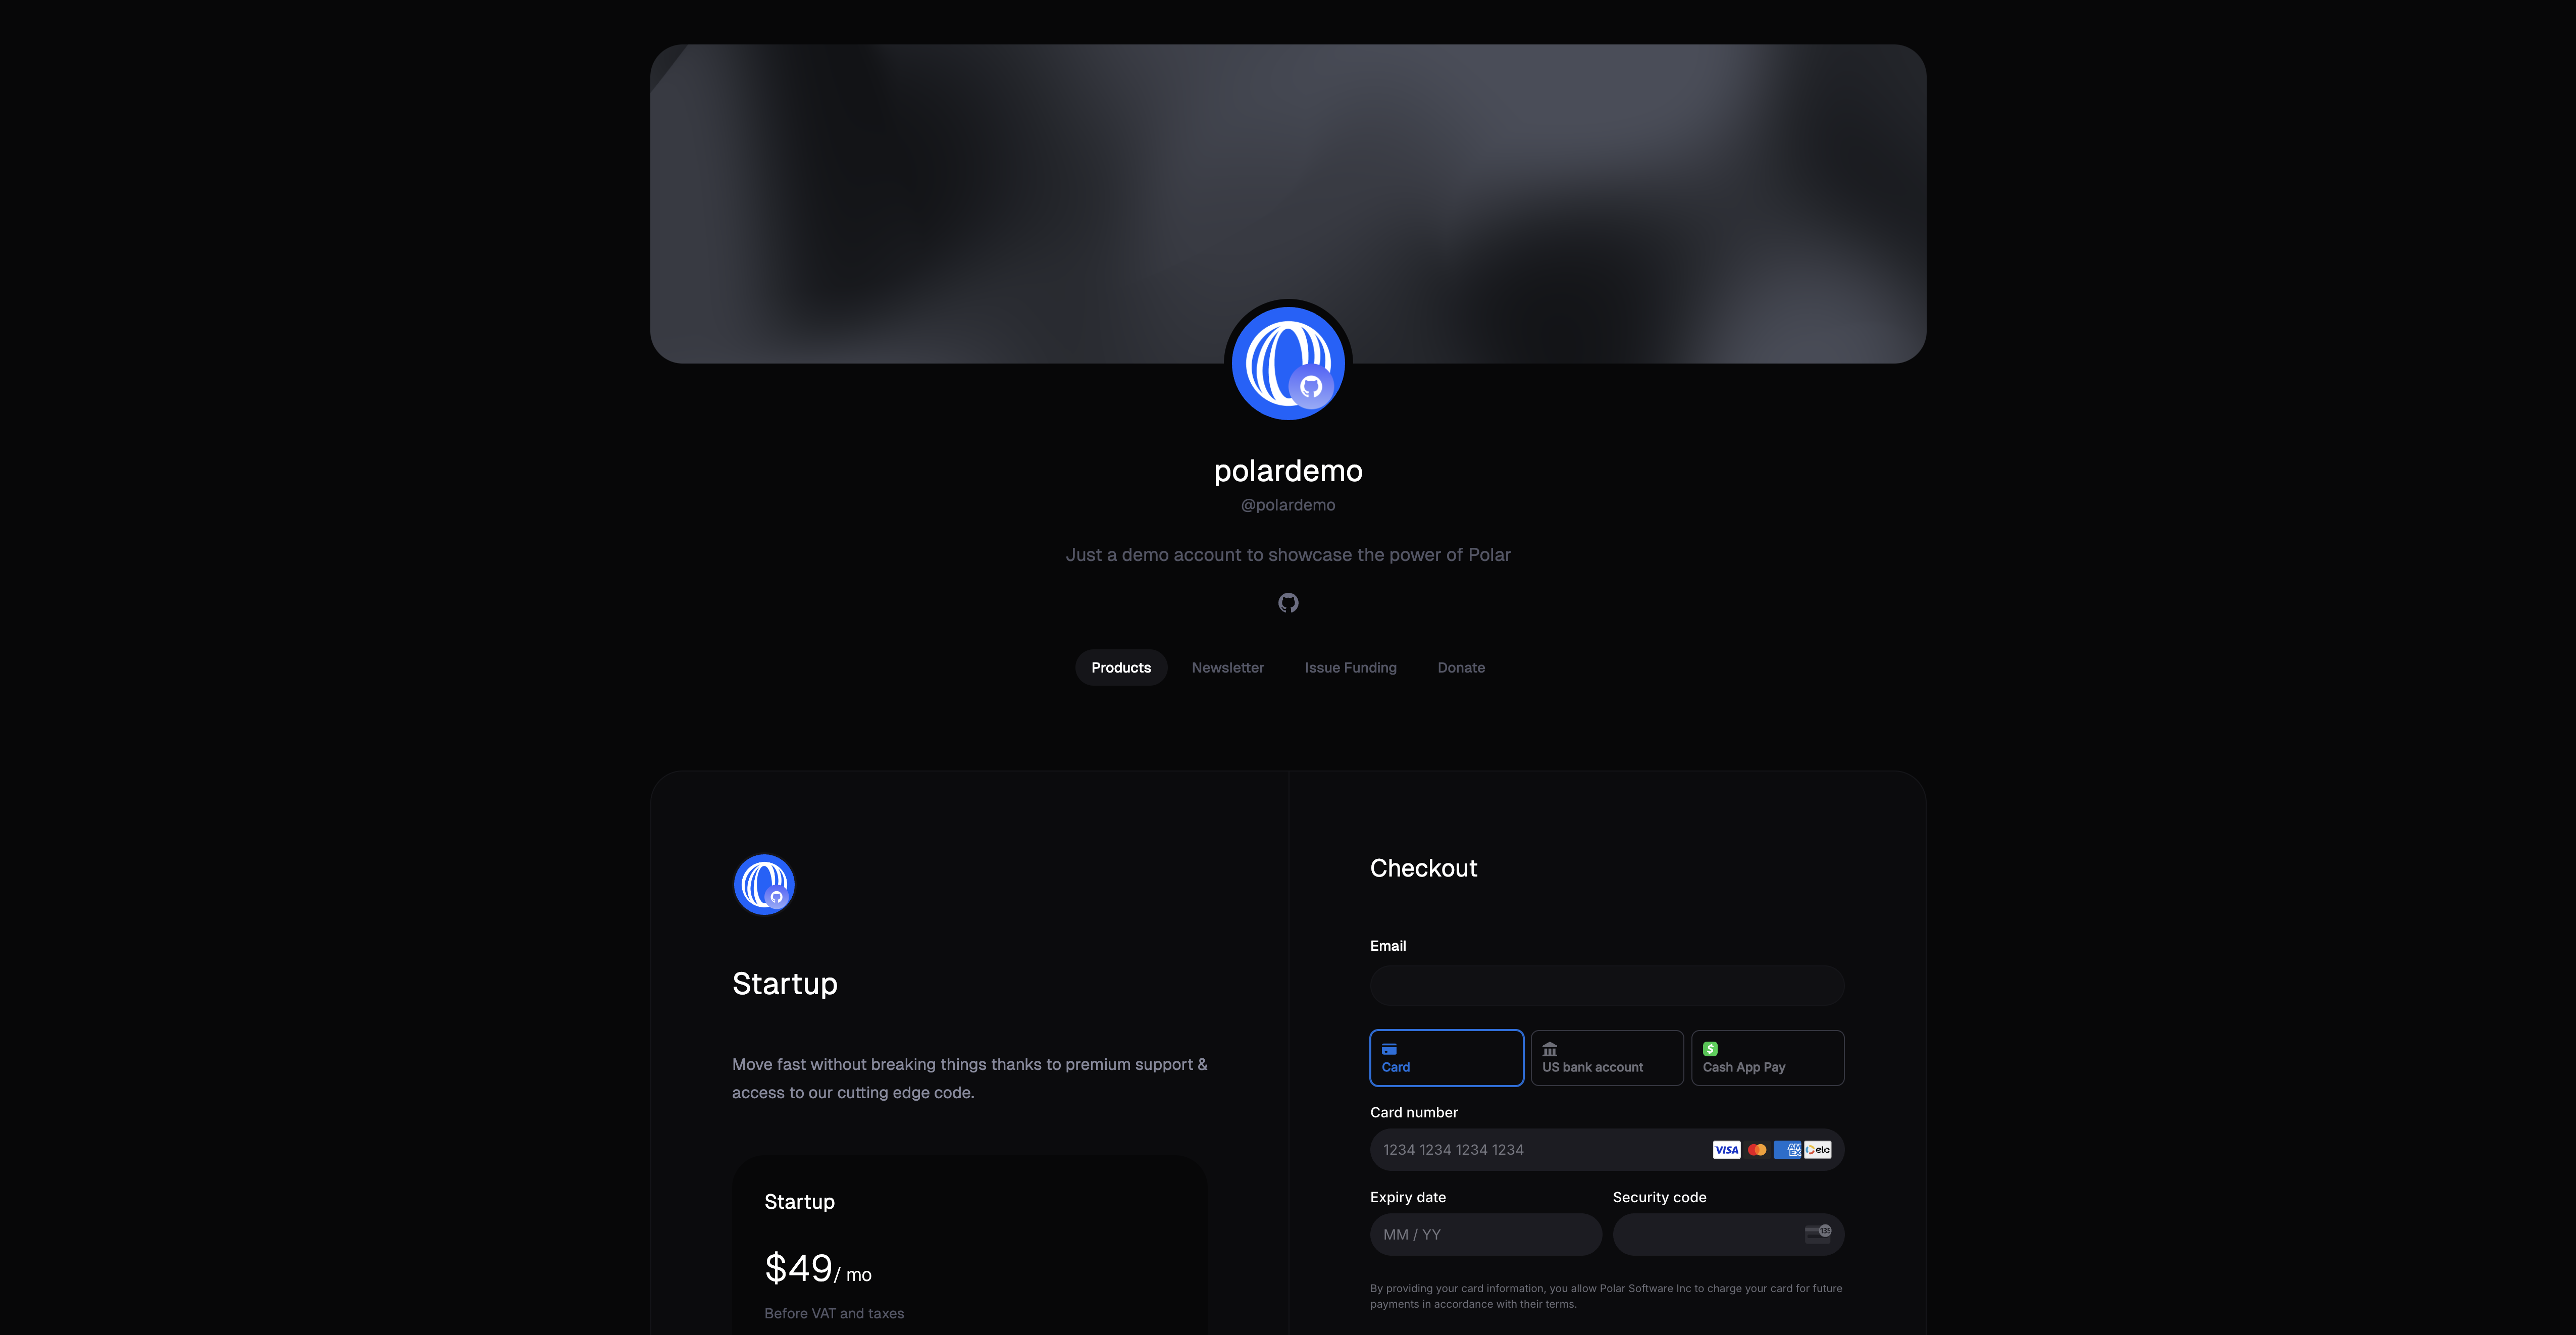 polardemo
@polardemo
Just a demo account to showcase the power of Polar
Products
Newsletter
Issue Funding
Donate
Startup
Move fast without breaking things thanks to premium support &
access to our cutting edge code.
Startup
$49/ mo
Before VAT and taxes
Checkout
Email
Card
US bank account
Cash App Pay
Card number
1234 1234 1234 1234
VISA
AMEX
elo
Expiry date
Security code
MM / YY
By providing your card information, you allow Polar Software Inc to charge your card for future
payments in accordance with their terms.